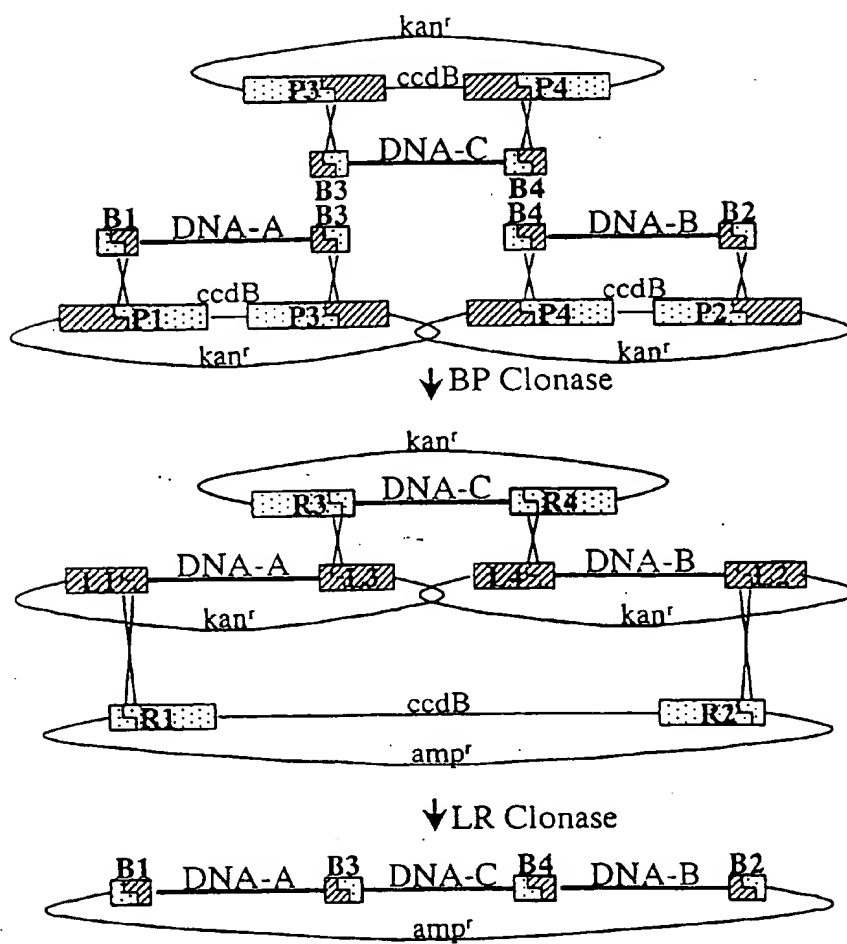 kanʳ
P3 ccdB P4
DNA-C
B3 B4
B1 DNA-A B3 B4 DNA-B B2
P1 ccdB P3 P4 ccdB P2
kanʳ kanʳ
↓ BP Clonase
kanʳ
R3 DNA-C R4
L1 DNA-A L3 L4 DNA-B L2
kanʳ kanʳ
R1 ccdB R2
ampʳ
↓ LR Clonase
B1 DNA-A B3 DNA-C B4 DNA-B B2
ampʳ